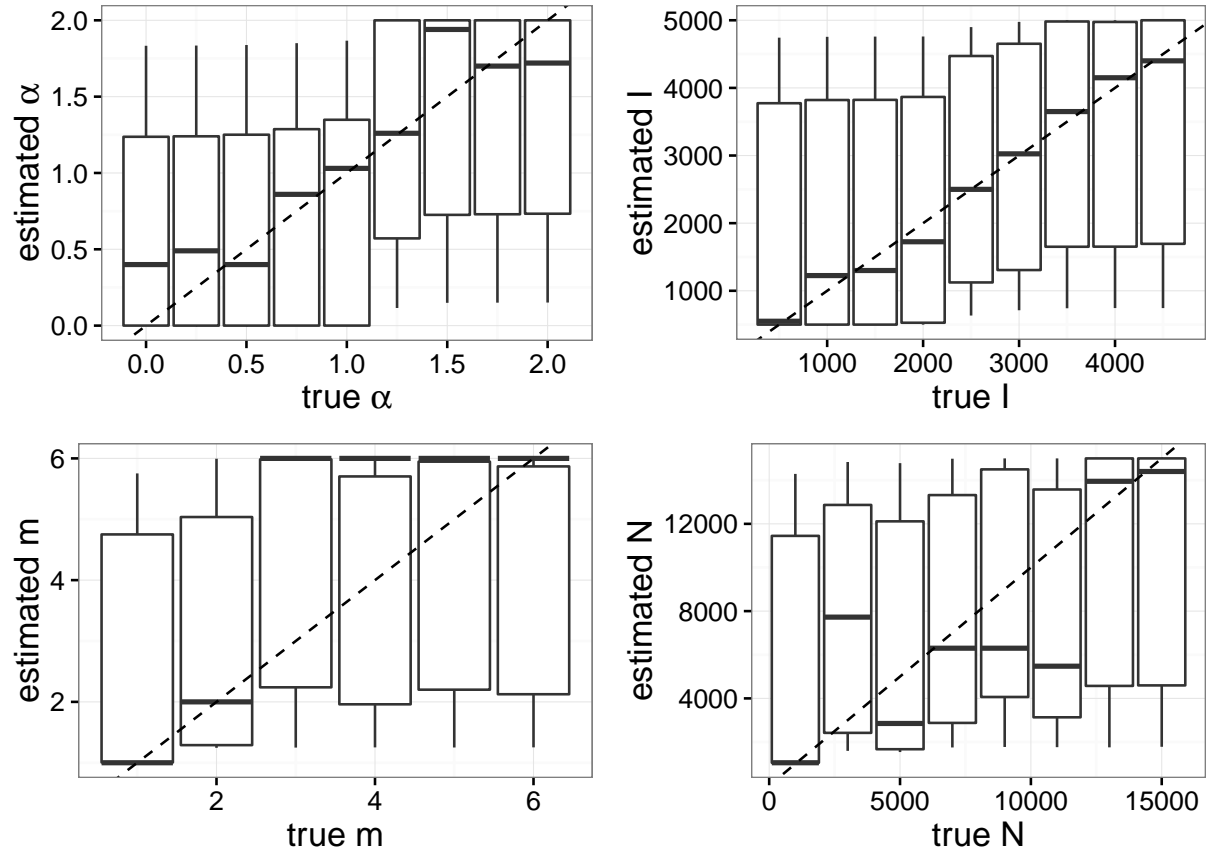 2.0
1.5
1.0
0.5
0.0
estimated α
0.0 0.5 1.0 1.5 2.0
true α
5000
4000
3000
2000
1000
estimated I
1000 2000 3000 4000
true I
6
4
2
estimated m
2 4 6
true m
12000
8000
4000
estimated N
0 5000 10000 15000
true N